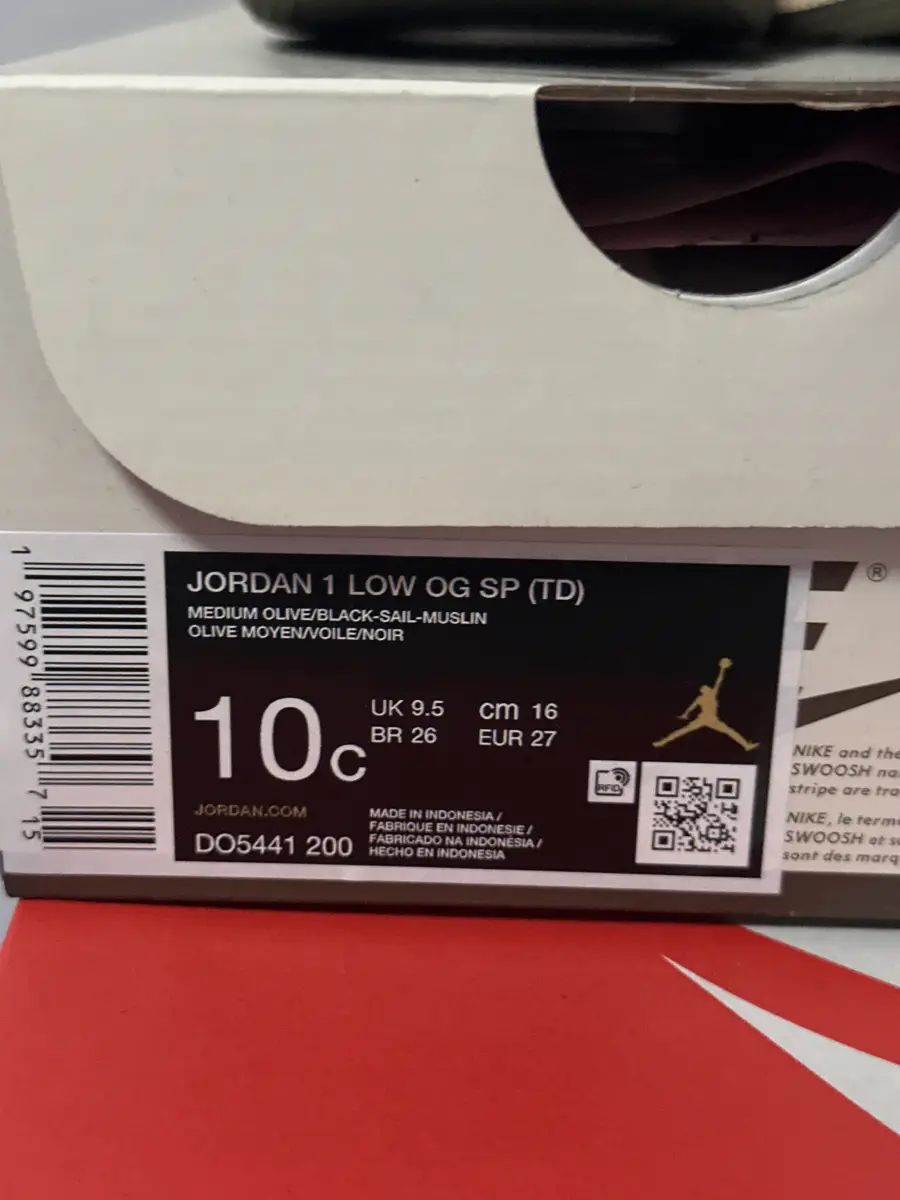 1 97599 88335 7 15
JORDAN 1 LOW OG SP (TD)
MEDIUM OLIVE/BLACK-SAIL-MUSLIN
OLIVE MOYEN/VOILE/NOIR
10C
UK 9.5 cm 16
BR 26 EUR 27
RFID
JORDAN.COM
DO5441 200
MADE IN INDONESIA /
FABRIQUE EN INDONESIE /
FABRICADO NA INDONÉSIA /
HECHO EN INDONESIA
®
NIKE and the
SWOOSH
stripe are
NIKE, le
SWOOSH et
sont des